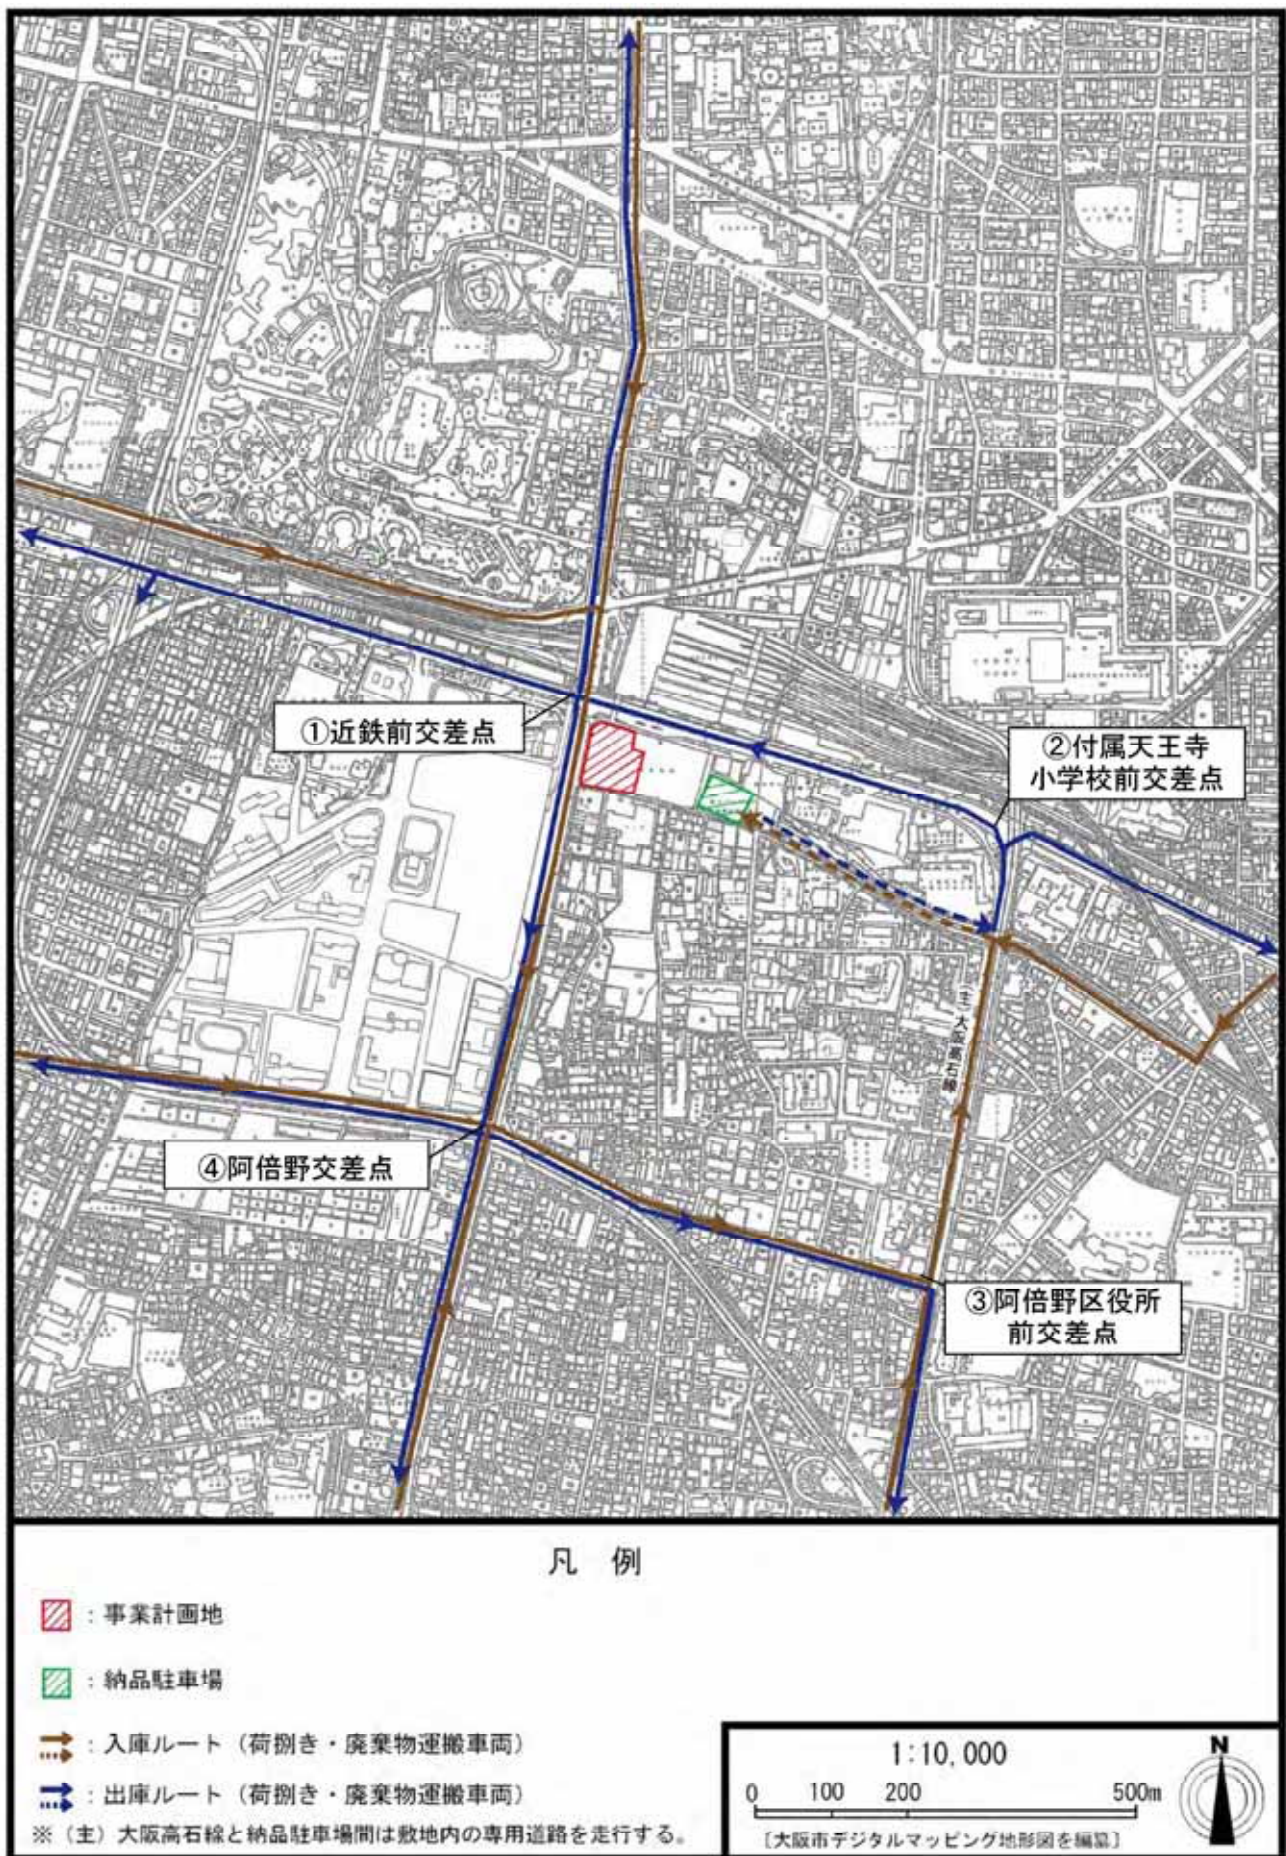 ①近鉄前交差点
②付属天王寺
小学校前交差点
(主)大阪高石線
④阿倍野交差点
③阿倍野区役所
前交差点
凡 例
：事業計画地
：納品駐車場
：入庫ルート（荷捌き・廃棄物運搬車両）
：出庫ルート（荷捌き・廃棄物運搬車両）
※（主）大阪高石線と納品駐車場間は敷地内の専用道路を走行する。
1:10,000
N
0 100 200 500m
〔大阪市デジタルマッピング地形図を編纂〕